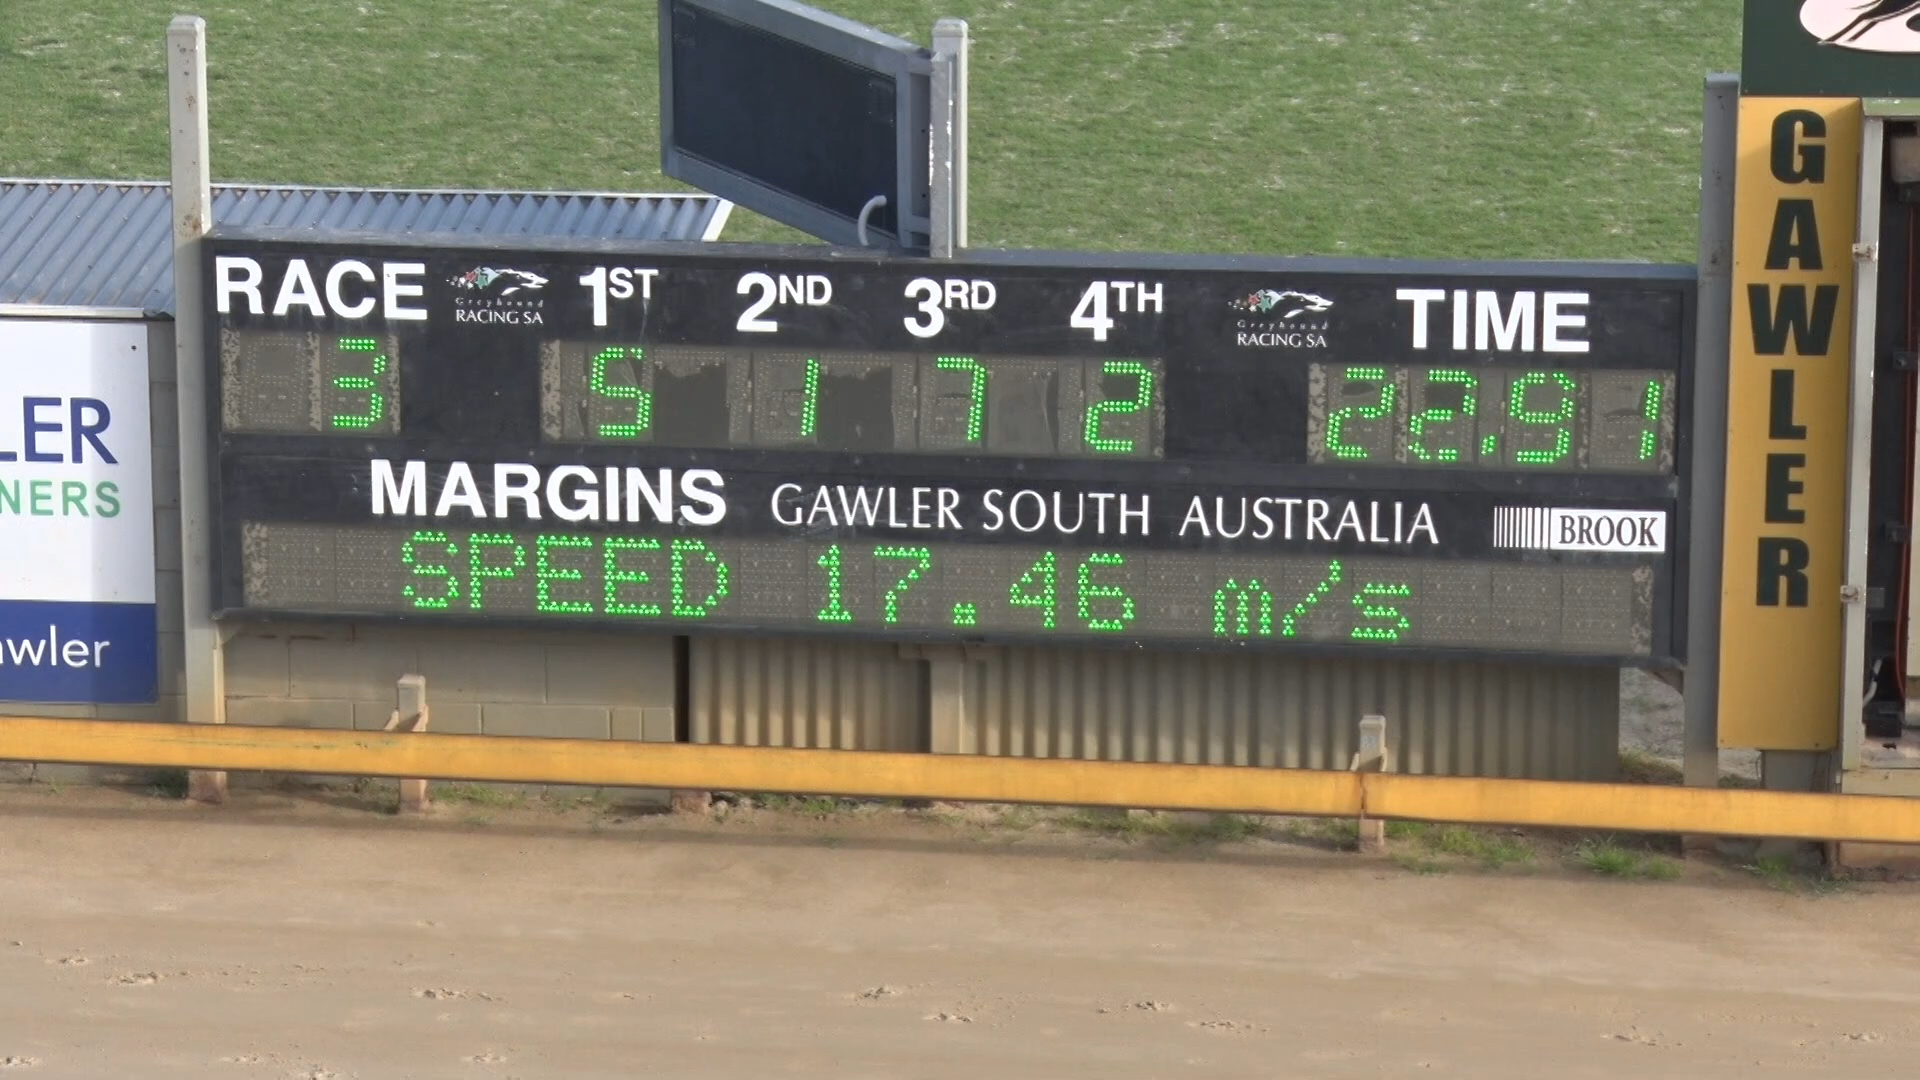 RACE Greyhound RACING SA 1ST 2ND 3RD 4TH Greyhound RACING SA TIME
3 5 1 7 2 22.91
MARGINS GAWLER SOUTH AUSTRALIA BROOK
SPEED 17.46 m/s
LER
NERS
awler
GAWLER